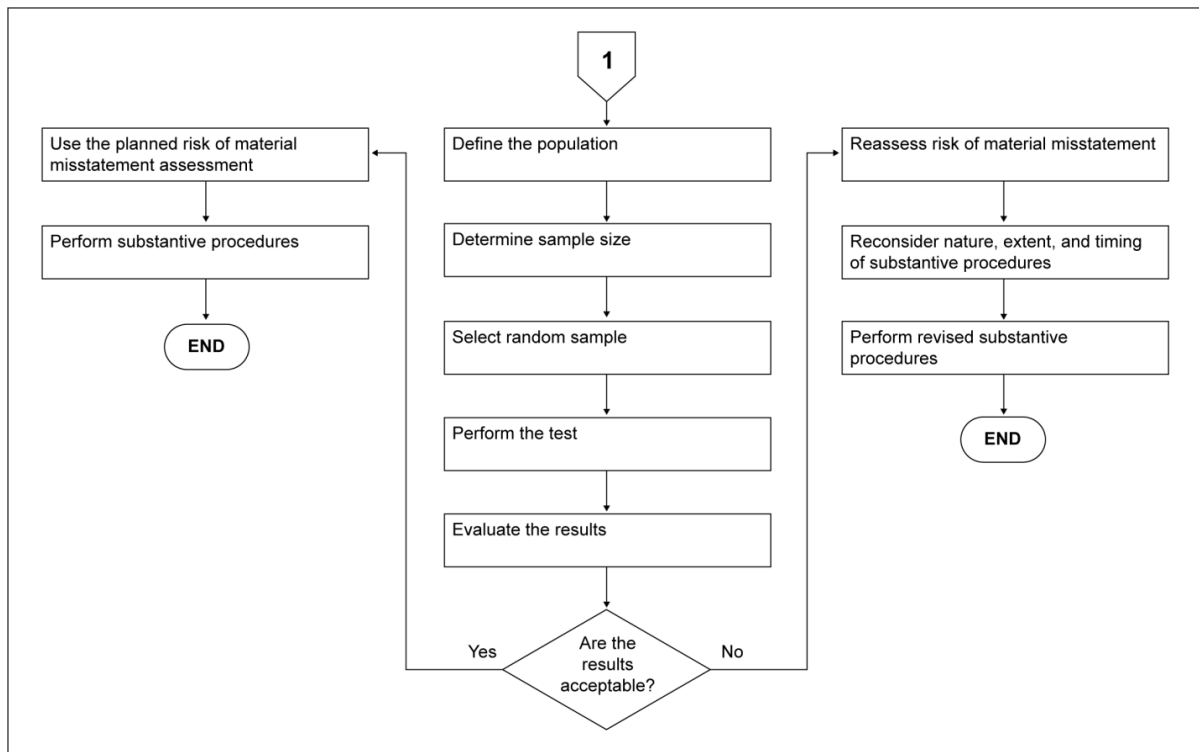 1
Define the population
Determine sample size
Select random sample
Perform the test
Evaluate the results
Are the
results
acceptable?
Yes
Use the planned risk of material
misstatement assessment
Perform substantive procedures
END
No
Reassess risk of material misstatement
Reconsider nature, extent, and timing
of substantive procedures
Perform revised substantive
procedures
END